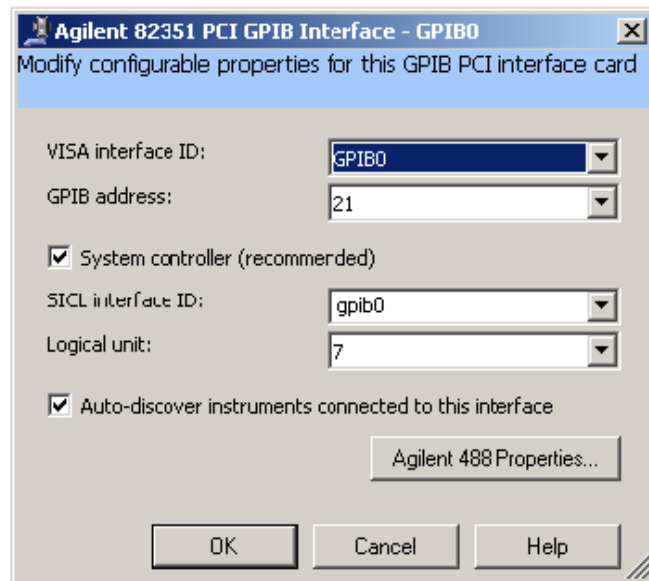 Agilent 82351 PCI GPIB Interface - GPIB0
Modify configurable properties for this GPIB PCI interface card
VISA interface ID:
GPIB0
GPIB address:
21
System controller (recommended)
SICL interface ID:
gpib0
Logical unit:
7
Auto-discover instruments connected to this interface
Agilent 488 Properties...
OK Cancel Help